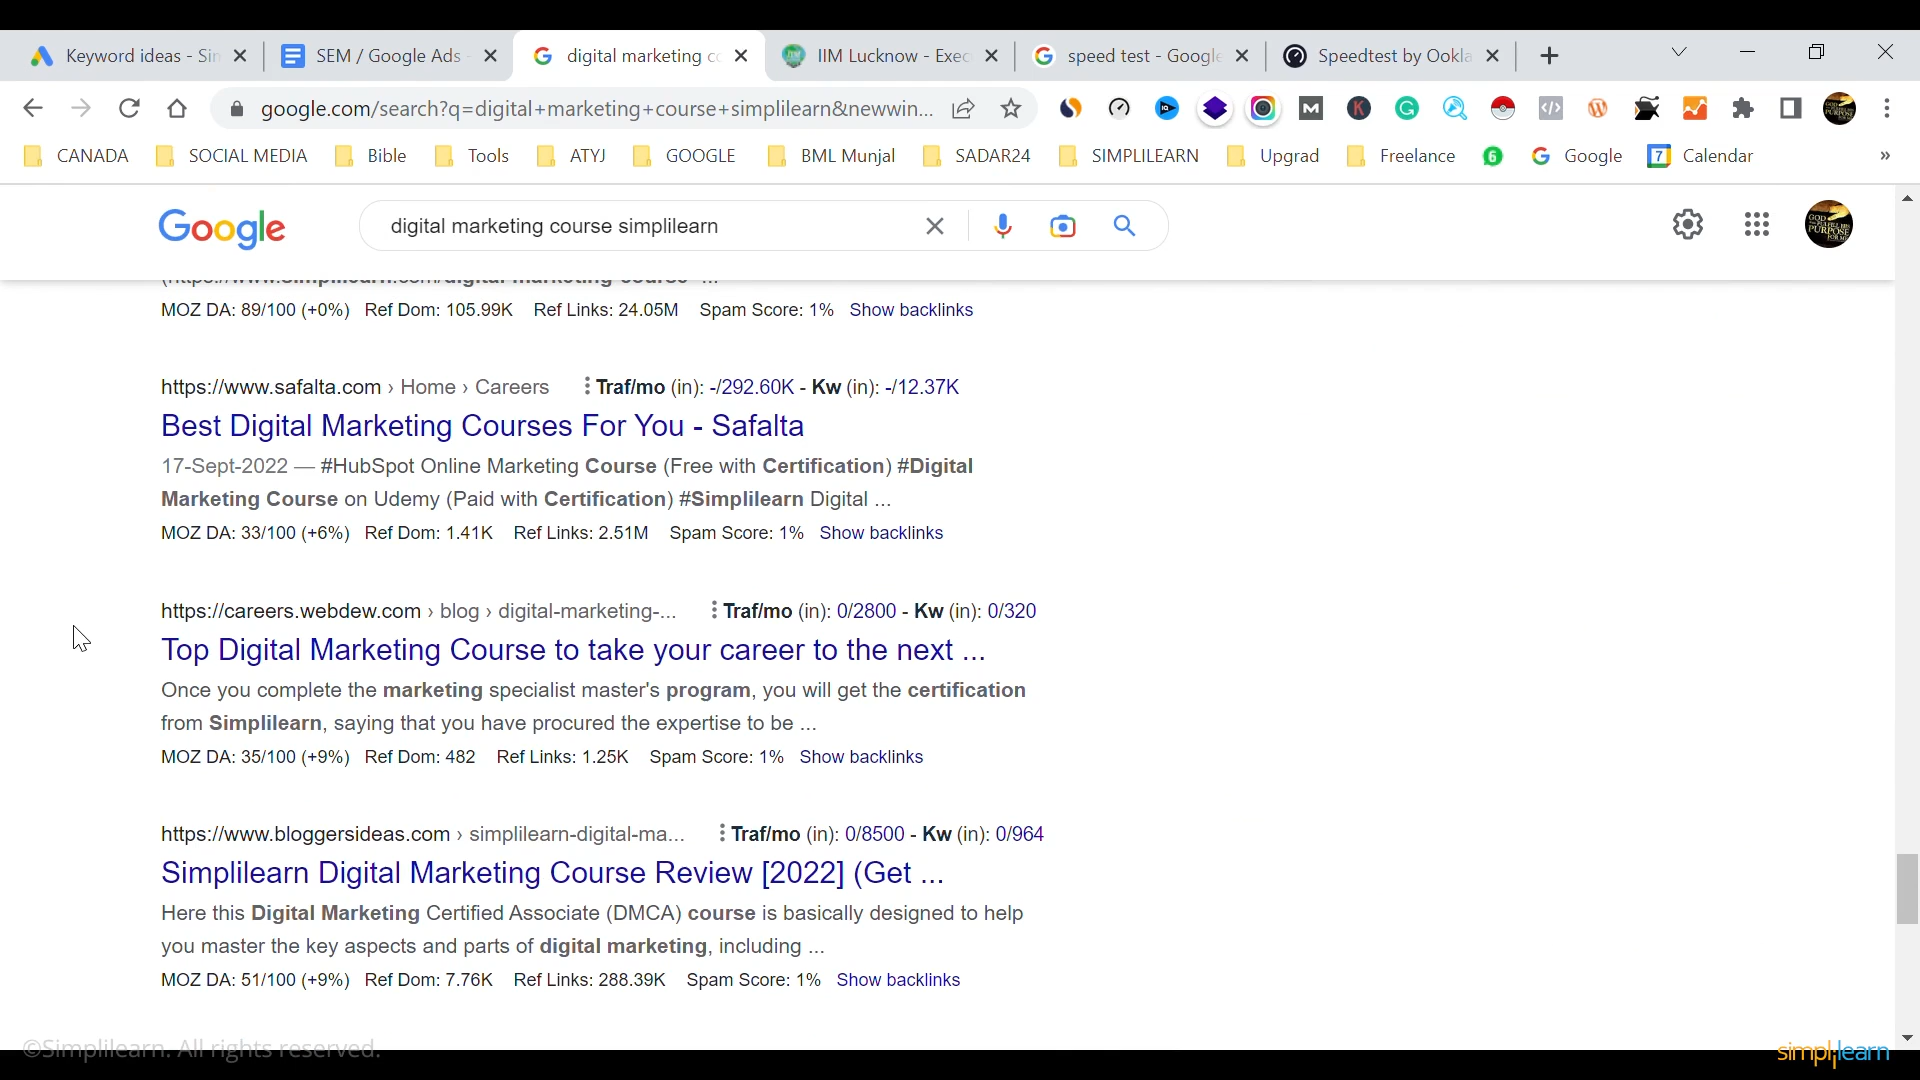 Keyword ideas - Sin
SEM / Google Ads -
digital marketing co
IIM Lucknow - Exec
speed test - Google
Speedtest by Ookla
google.com/search?q=digital+marketing+course+simplilearn&newwin...
CANADA
SOCIAL MEDIA
Bible
Tools
ATYJ
GOOGLE
BML Munjal
SADAR24
SIMPLILEARN
Upgrad
Freelance
Google
7
Calendar
»
Google
digital marketing course simplilearn
(https://www.simplilearn.com/digital-marketing-course ...
MOZ DA: 89/100 (+0%) Ref Dom: 105.99K Ref Links: 24.05M Spam Score: 1% Show backlinks
https://www.safalta.com › Home › Careers Traf/mo (in): -/292.60K - Kw (in): -/12.37K
Best Digital Marketing Courses For You - Safalta
17-Sept-2022 — #HubSpot Online Marketing Course (Free with Certification) #Digital
Marketing Course on Udemy (Paid with Certification) #Simplilearn Digital ...
MOZ DA: 33/100 (+6%) Ref Dom: 1.41K Ref Links: 2.51M Spam Score: 1% Show backlinks
https://careers.webdew.com › blog › digital-marketing-... Traf/mo (in): 0/2800 - Kw (in): 0/320
Top Digital Marketing Course to take your career to the next ...
Once you complete the marketing specialist master's program, you will get the certification
from Simplilearn, saying that you have procured the expertise to be ...
MOZ DA: 35/100 (+9%) Ref Dom: 482 Ref Links: 1.25K Spam Score: 1% Show backlinks
https://www.bloggersideas.com › simplilearn-digital-ma... Traf/mo (in): 0/8500 - Kw (in): 0/964
Simplilearn Digital Marketing Course Review [2022] (Get ...
Here this Digital Marketing Certified Associate (DMCA) course is basically designed to help
you master the key aspects and parts of digital marketing, including ...
MOZ DA: 51/100 (+9%) Ref Dom: 7.76K Ref Links: 288.39K Spam Score: 1% Show backlinks
©Simplilearn. All rights reserved.
simplilearn